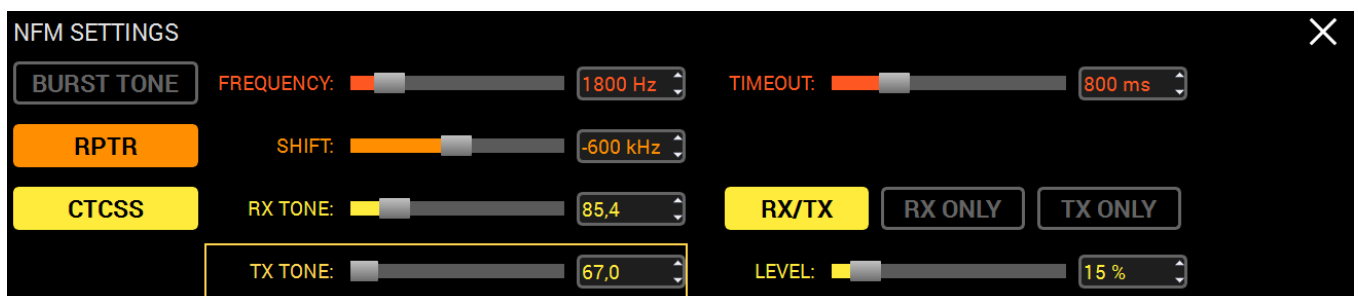 NFM SETTINGS
BURST TONE FREQUENCY: 1800 Hz TIMEOUT: 800 ms
RPTR SHIFT: -600 kHz
CTCSS RX TONE: 85,4 RX/TX RX ONLY TX ONLY
TX TONE: 67,0 LEVEL: 15 %